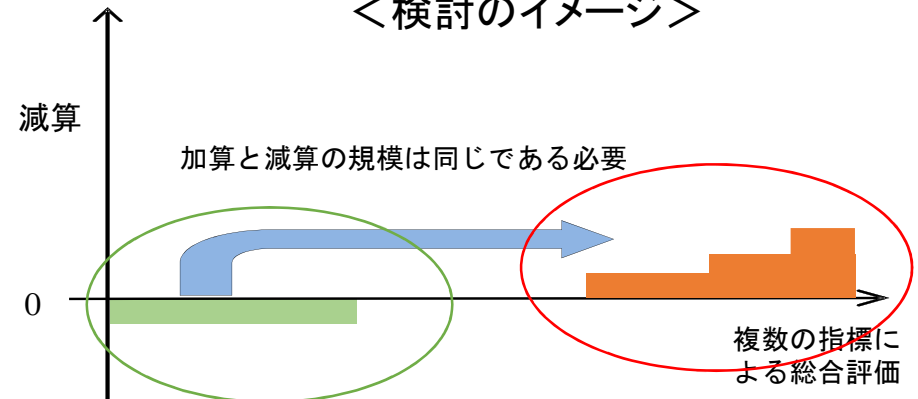 ＜検討のイメージ＞
減算
加算と減算の規模は同じである必要
0
複数の指標に
よる総合評価